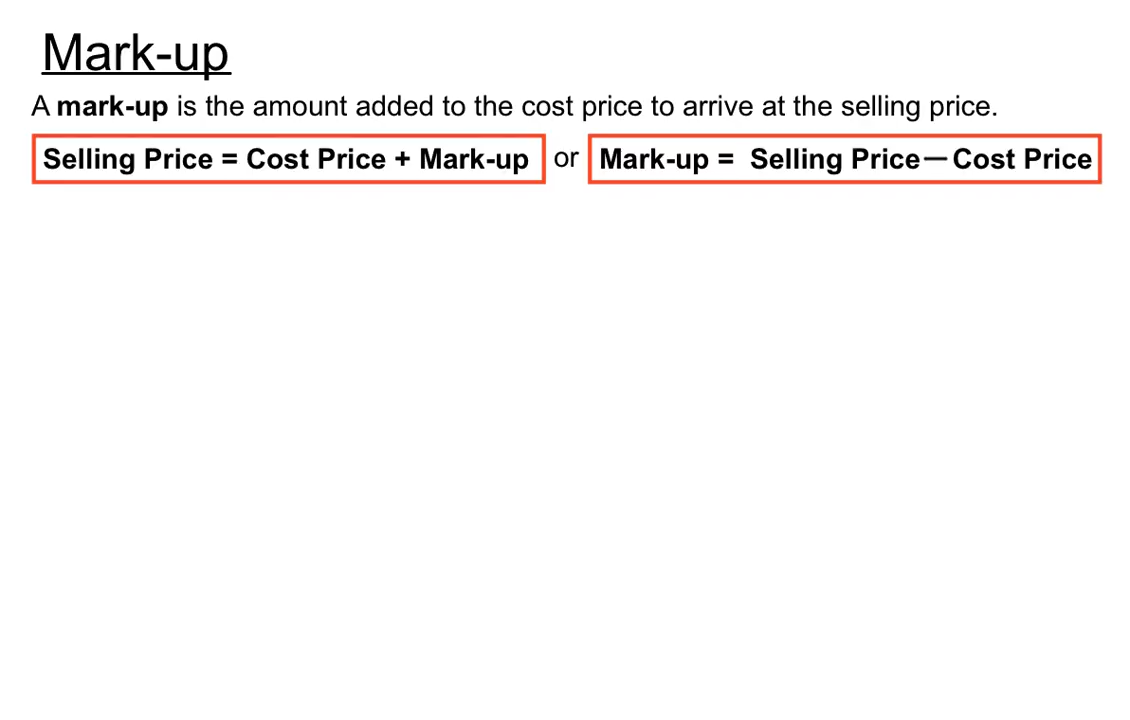 Mark-up
A mark-up is the amount added to the cost price to arrive at the selling price.
Selling Price = Cost Price + Mark-up or Mark-up = Selling Price — Cost Price